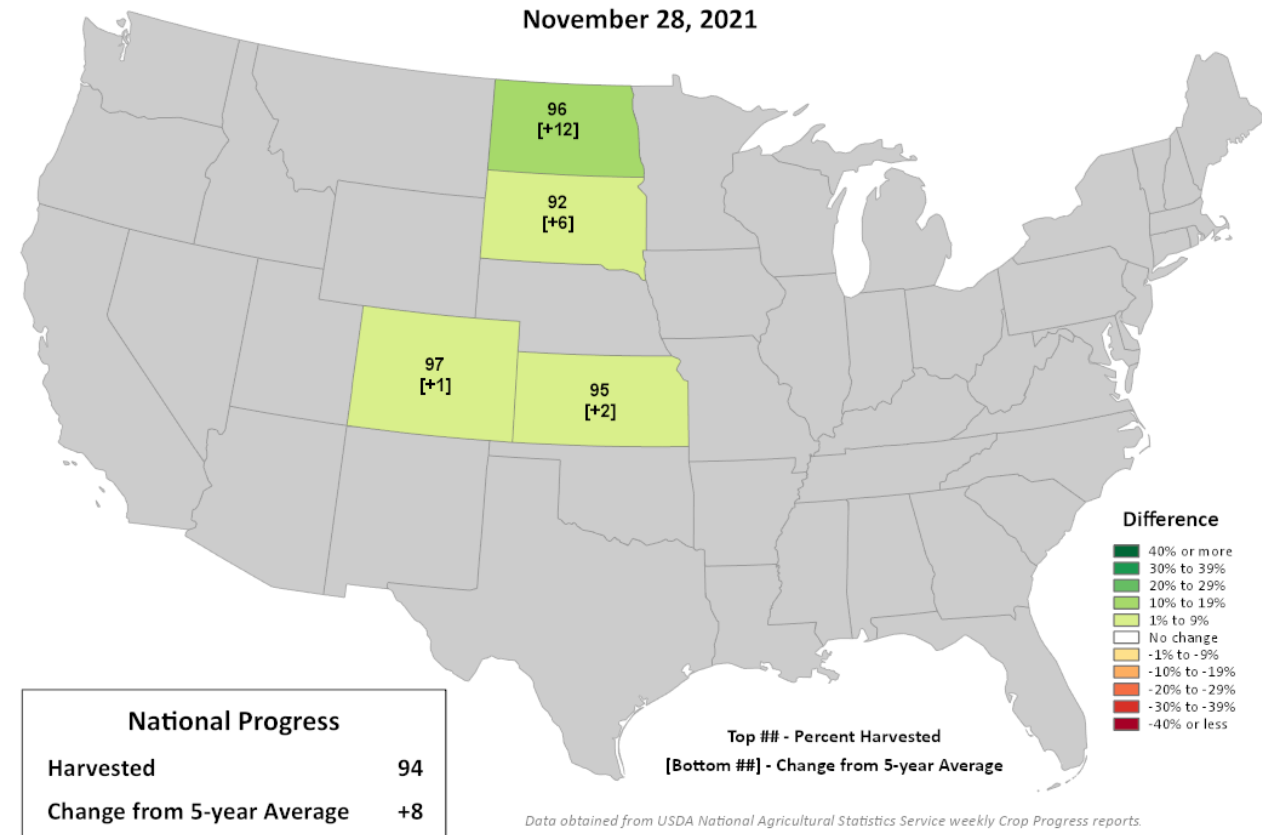 November 28, 2021
96
[+12]
92
[+6]
97
[+1]
95
[+2]
Difference
40% or more
30% to 39%
20% to 29%
10% to 19%
1% to 9%
No change
-1% to -9%
-10% to -19%
-20% to -29%
-30% to -39%
-40% or less
National Progress
Harvested 94
Change from 5-year Average +8
Top ## - Percent Harvested
[Bottom ##] - Change from 5-year Average
Data obtained from USDA National Agricultural Statistics Service weekly Crop Progress reports.